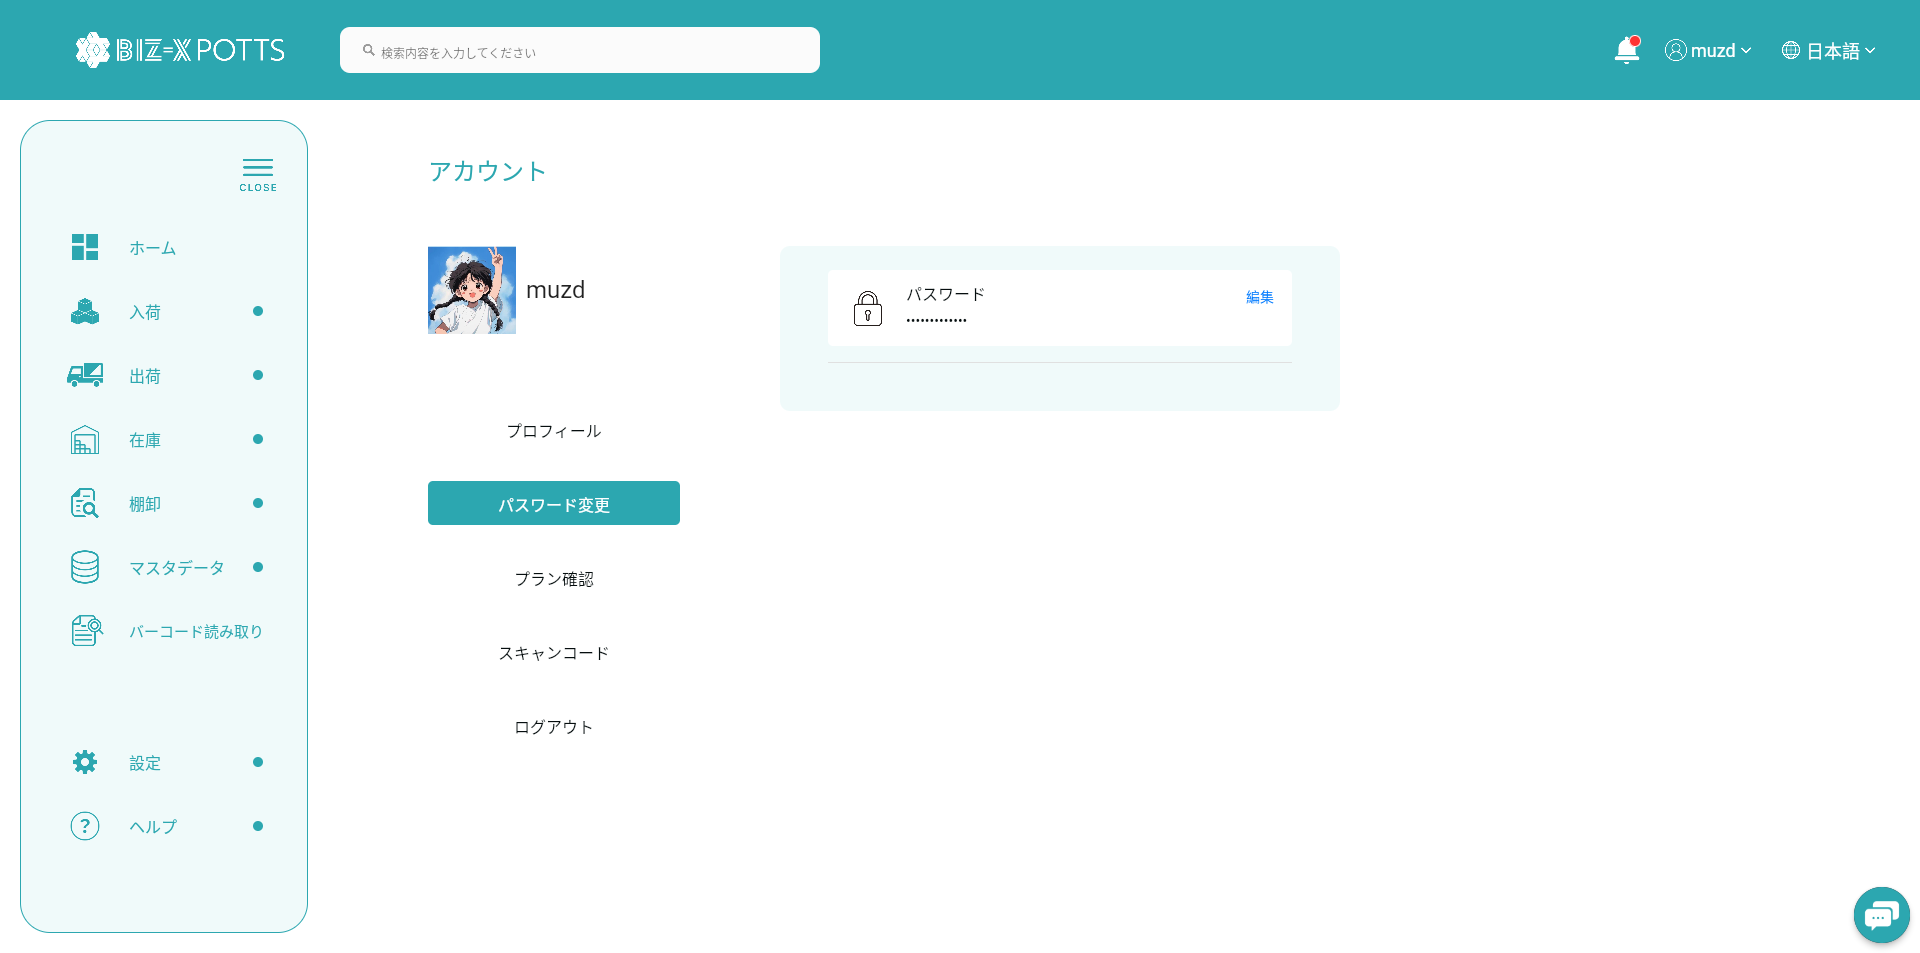 BIZ=X POTTS
検索内容を入力してください
muzd
日本語
CLOSE
ホーム
入荷
出荷
在庫
棚卸
マスタデータ
バーコード読み取り
設定
ヘルプ
アカウント
muzd
プロフィール
パスワード変更
プラン確認
スキャンコード
ログアウト
パスワード
•••••••••••••
編集